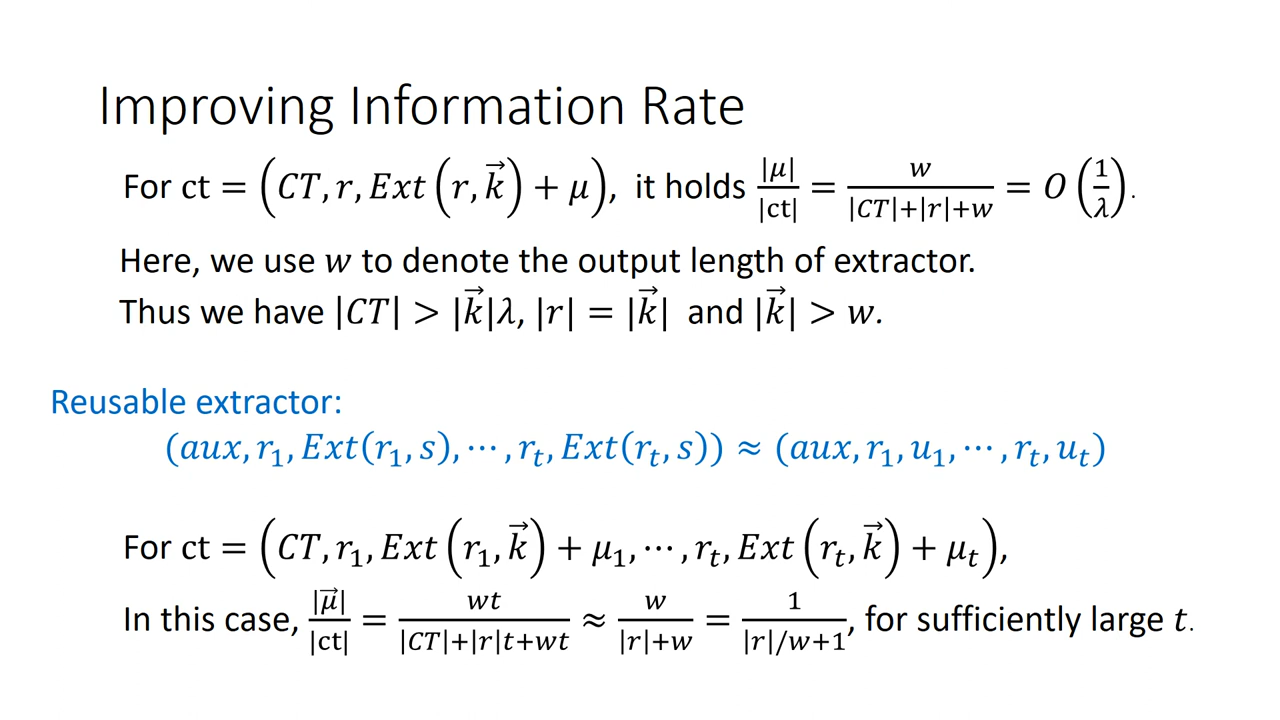 Improving Information Rate
For ct = (CT, r, Ext(r, k⃗) + μ), it holds |μ|/|ct| = w/(|CT|+|r|+w) = O(1/λ).
Here, we use w to denote the output length of extractor.
Thus we have |CT| > |k⃗|λ, |r| = |k⃗| and |k⃗| > w.
Reusable extractor:
(aux, r₁, Ext(r₁, s), ⋯, rₜ, Ext(rₜ, s)) ≈ (aux, r₁, u₁, ⋯, rₜ, uₜ)
For ct = (CT, r₁, Ext(r₁, k⃗) + μ₁, ⋯, rₜ, Ext(rₜ, k⃗) + μₜ),
In this case, |μ⃗|/|ct| = wt/(|CT|+|r|t+wt) ≈ w/(|r|+w) = 1/(|r|/w+1), for sufficiently large t.